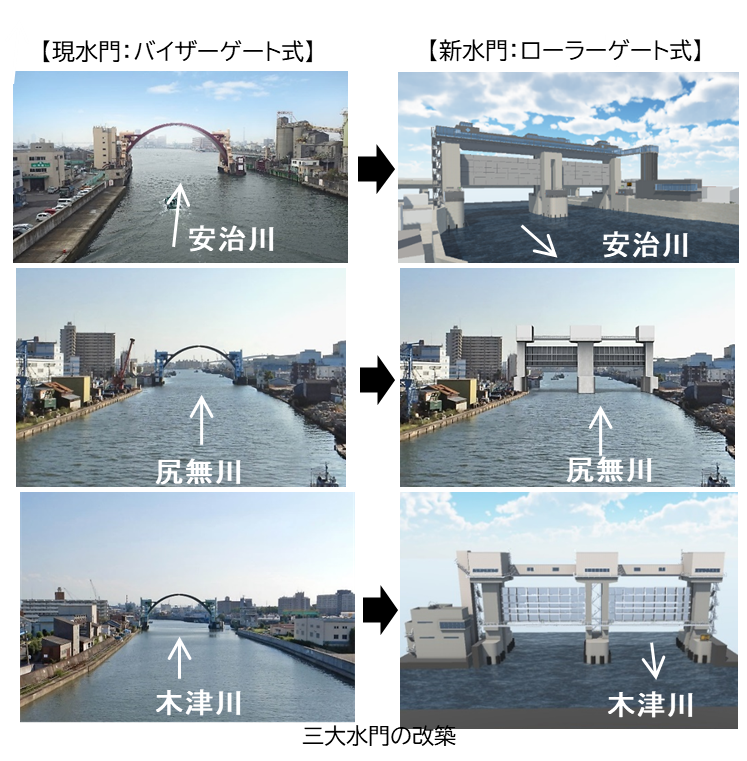 【現水門：バイザーゲート式】
【新水門：ローラーゲート式】
安治川
安治川
尻無川
尻無川
木津川
木津川
三大水門の改築